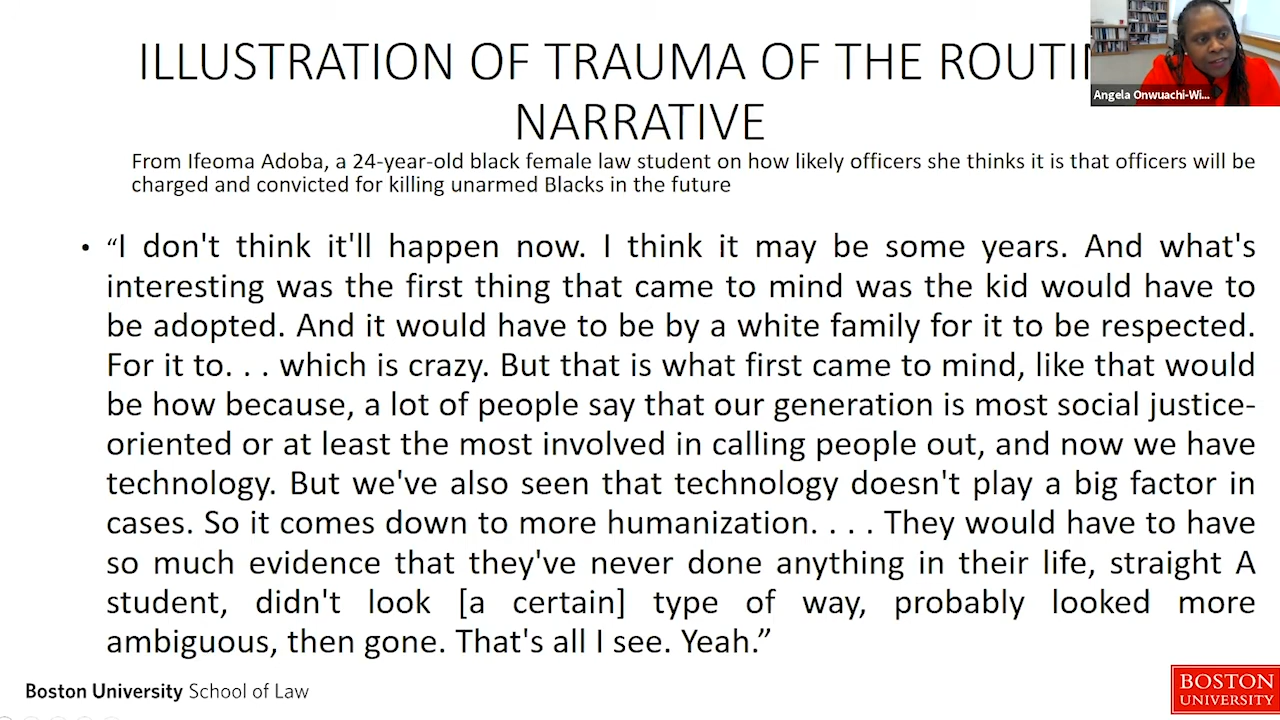 ILLUSTRATION OF TRAUMA OF THE ROUTIN
NARRATIVE
Angela Onwuachi-Wi...
From Ifeoma Adoba, a 24-year-old black female law student on how likely officers she thinks it is that officers will be
charged and convicted for killing unarmed Blacks in the future
• “I don't think it'll happen now. I think it may be some years. And what's
interesting was the first thing that came to mind was the kid would have to
be adopted. And it would have to be by a white family for it to be respected.
For it to. . . which is crazy. But that is what first came to mind, like that would
be how because, a lot of people say that our generation is most social justice-
oriented or at least the most involved in calling people out, and now we have
technology. But we've also seen that technology doesn't play a big factor in
cases. So it comes down to more humanization. . . . They would have to have
so much evidence that they've never done anything in their life, straight A
student, didn't look [a certain] type of way, probably looked more
ambiguous, then gone. That's all I see. Yeah.”
Boston University School of Law
BOSTON
UNIVERSITY